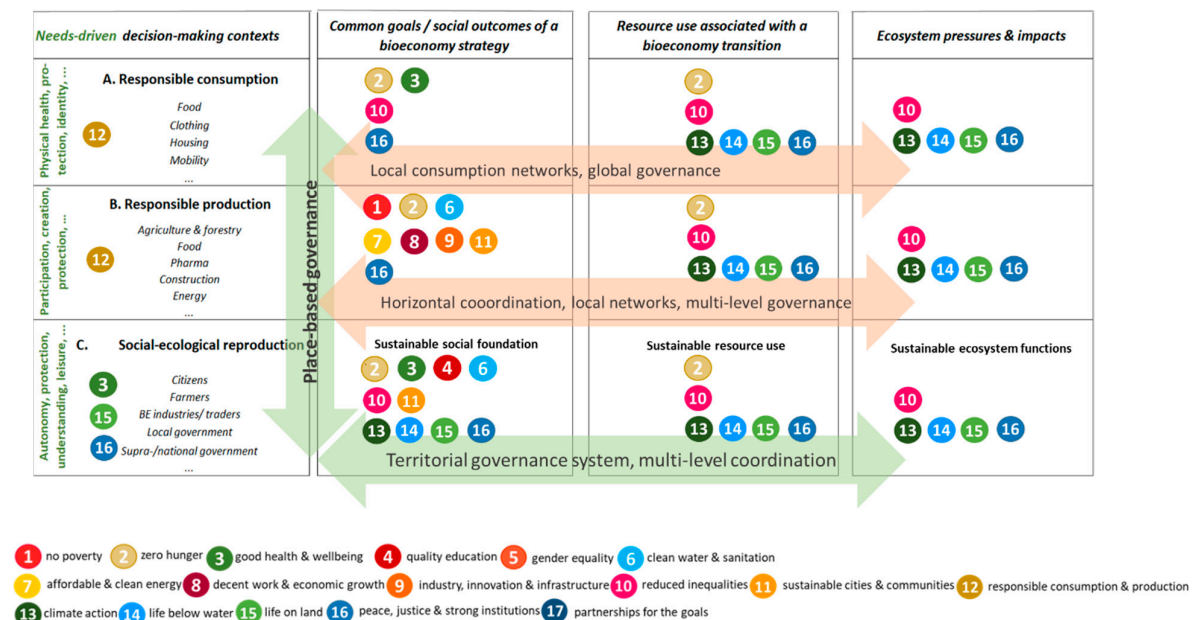 Needs-driven decision-making contexts
Common goals / social outcomes of a
bioeconomy strategy
Resource use associated with a
bioeconomy transition
Ecosystem pressures & impacts
Physical health, pro-
tection, identity, ...
A. Responsible consumption
12
Food
Clothing
Housing
Mobility
...
2 3
10
16
2
10
13 14 15 16
10
13 14 15 16
Local consumption networks, global governance
Place-based governance
Participation, creation,
protection, ...
B. Responsible production
12
Agriculture & forestry
Food
Pharma
Construction
Energy
...
1 2 6
7 8 9 11
16
2
10
13 14 15 16
10
13 14 15 16
Horizontal cooordination, local networks, multi-level governance
Autonomy, protection,
understanding, leisure, ...
C. Social-ecological reproduction
3
15
16
Citizens
Farmers
BE industries/ traders
Local government
Supra-/national government
...
Sustainable social foundation
2 3 4 6
10 11
13 14 15 16
Sustainable resource use
2
10
13 14 15 16
Sustainable ecosystem functions
10
13 14 15 16
Territorial governance system, multi-level coordination
1 no poverty 2 zero hunger 3 good health & wellbeing 4 quality education 5 gender equality 6 clean water & sanitation
7 affordable & clean energy 8 decent work & economic growth 9 industry, innovation & infrastructure 10 reduced inequalities 11 sustainable cities & communities 12 responsible consumption & production
13 climate action 14 life below water 15 life on land 16 peace, justice & strong institutions 17 partnerships for the goals